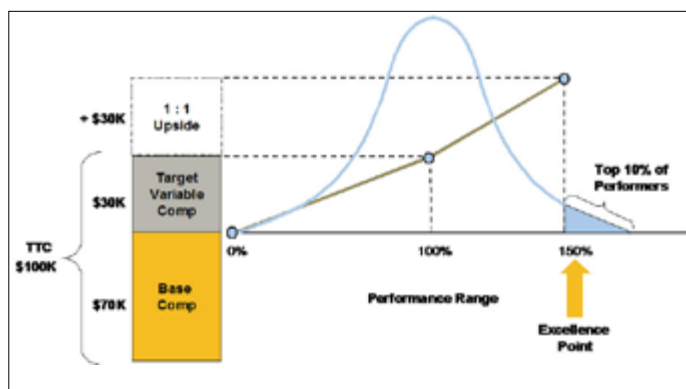 + $30K
1 : 1
Upside
$30K
Target
Variable
Comp
TTC
$100K
$70K
Base
Comp
0%
100%
150%
Top 10% of
Performers
Performance Range
Excellence
Point